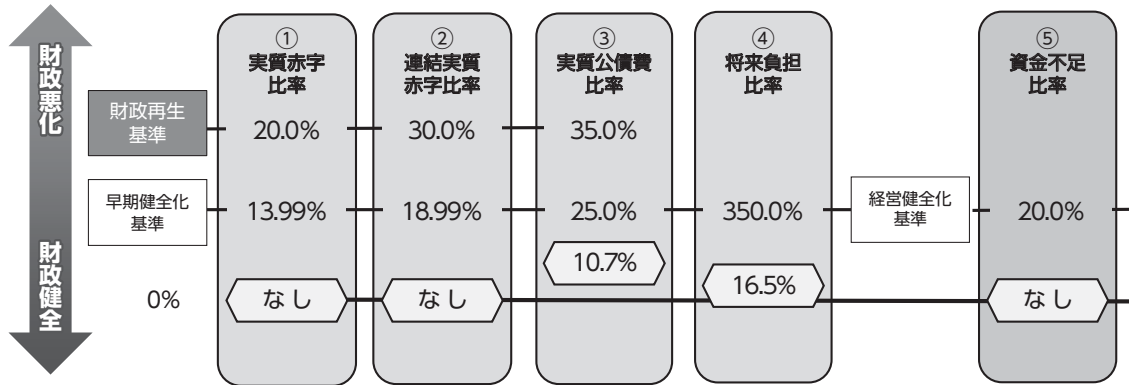 財政悪化
財政健全
①
実質赤字
比率
②
連結実質
赤字比率
③
実質公債費
比率
④
将来負担
比率
⑤
資金不足
比率
財政再生
基準
20.0%
30.0%
35.0%
早期健全化
基準
13.99%
18.99%
25.0%
350.0%
経営健全化
基準
20.0%
10.7%
16.5%
0%
なし
なし
なし